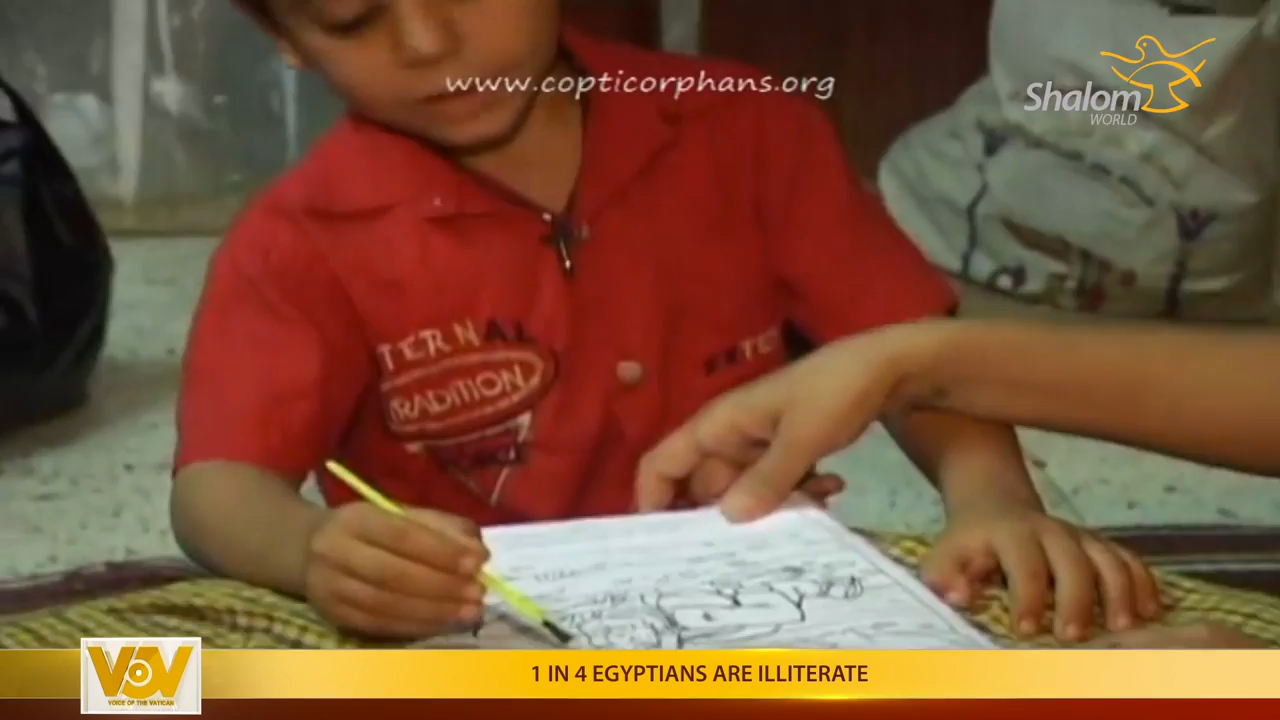 www.copticorphans.org
Shalom
WORLD
TERNAL
TRADITION
VOV
VOICE OF THE VATICAN
1 IN 4 EGYPTIANS ARE ILLITERATE